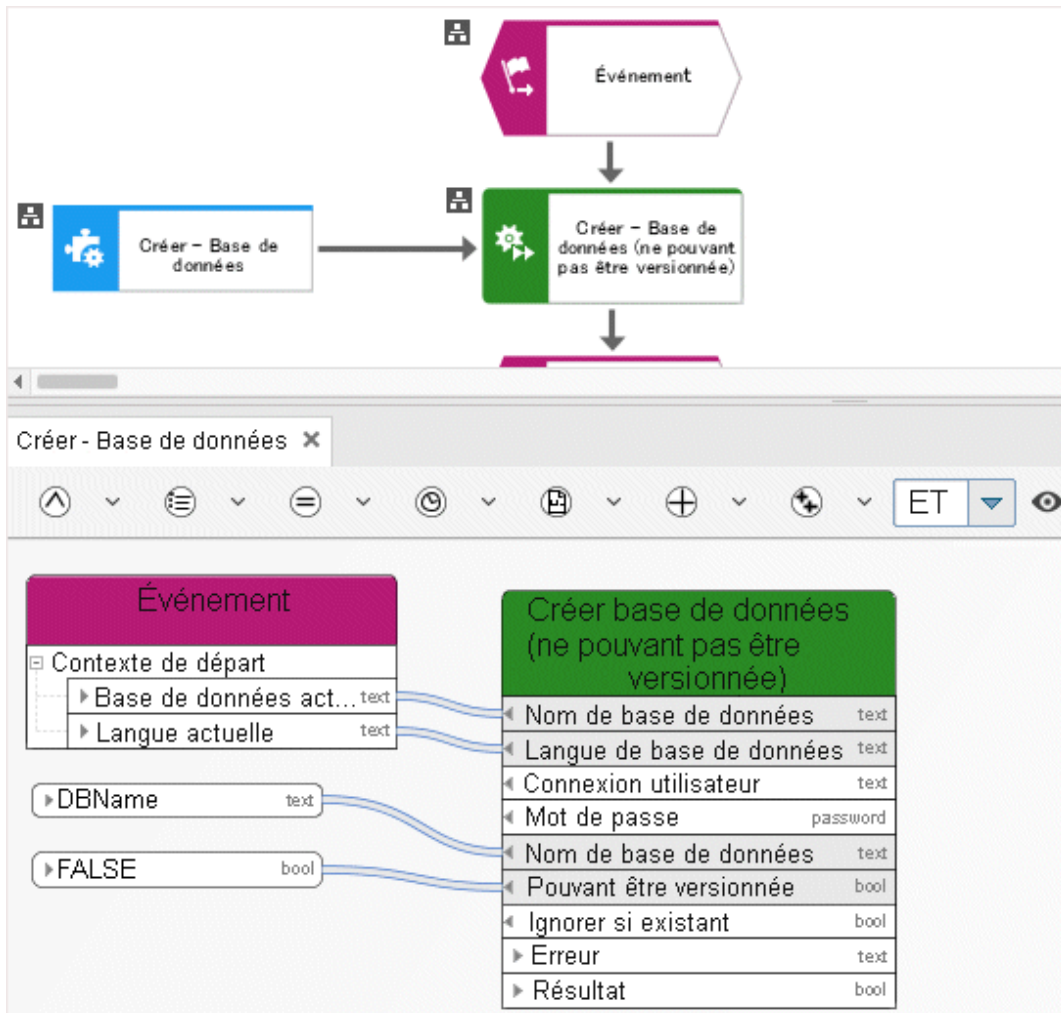 Événement
Créer – Base de
données
Créer – Base de
données (ne pouvant
pas être versionnée)
Créer - Base de données
ET
Événement
Contexte de départ
Base de données act... text
Langue actuelle text
DBName text
FALSE bool
Créer base de données
(ne pouvant pas être
versionnée)
Nom de base de données text
Langue de base de données text
Connexion utilisateur text
Mot de passe password
Nom de base de données text
Pouvant être versionnée bool
Ignorer si existant bool
Erreur text
Résultat bool